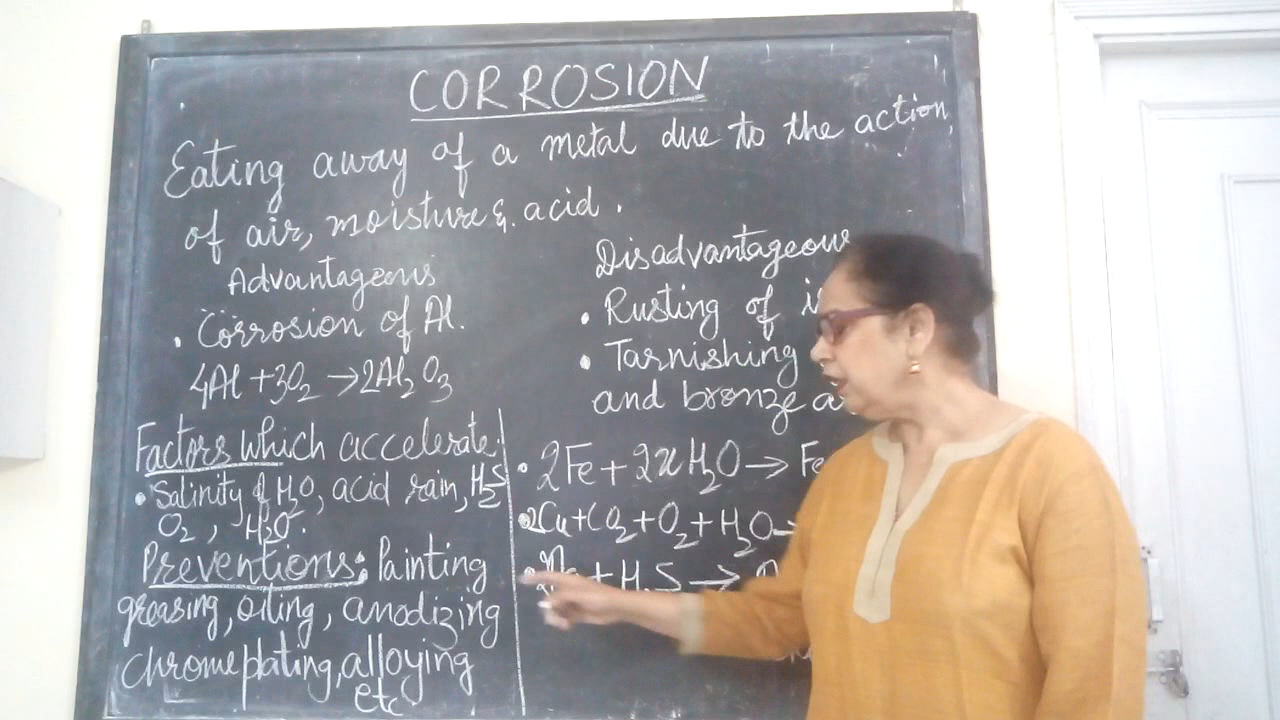 CORROSION
Eating away of a metal due to the action
of air, moisture & acid.
Advantageous
• Corrosion of Al.
4Al + 3O₂ → 2Al₂O₃
Disadvantageous
• Rusting of
• Tarnishing
and bronze
Factors which accelerate:
• Salinity of H₂O, acid rain, H₂S
O₂, H₂O.
Preventions: Painting
greasing, oiling, anodizing
chromeplating, alloying
etc
• 2Fe + 2xH₂O → Fe
• 2Cu + CO₂ + O₂ + H₂O →
+ H₂S →